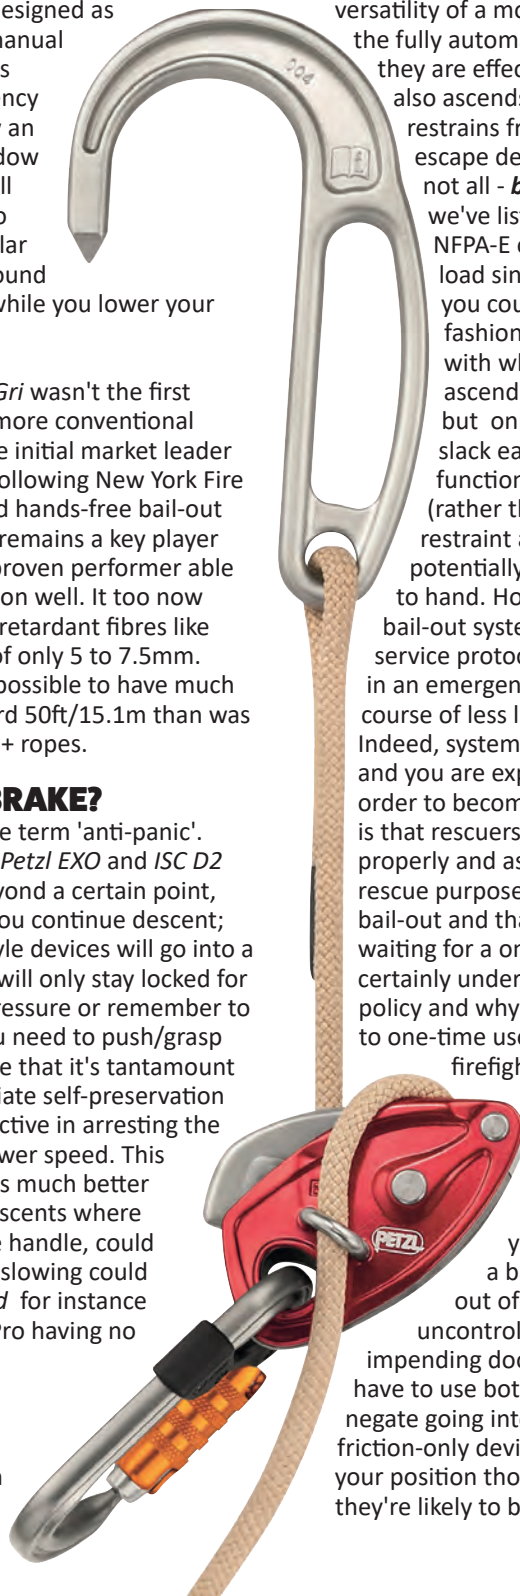 esigned as
anual
s
ency
an
dow
ll
o
lar
ound
while you lower your
Gri wasn't the first
more conventional
e initial market leader
ollowing New York Fire
d hands-free bail-out
remains a key player
proven performer able
on well. It too now
retardant fibres like
of only 5 to 7.5mm.
possible to have much
rd 50ft/15.1m than was
+ ropes.
BRAKE?
e term 'anti-panic'.
Petzl EXO and ISC D2
yond a certain point,
ou continue descent;
yle devices will go into a
will only stay locked for
ressure or remember to
u need to push/grasp
e that it's tantamount
iate self-preservation
ctive in arresting the
wer speed. This
s much better
scents where
e handle, could
slowing could
d for instance
Pro having no
versatility of a mo
the fully autom
they are effec
also ascends
restrains fr
escape de
not all - b
we've lis
NFPA-E
load sin
you cou
fashion
with wh
ascend
but on
slack ea
function
(rather th
restraint a
potentially
to hand. Ho
bail-out syste
service protoc
in an emergen
course of less l
Indeed, system
and you are exp
order to becom
is that rescuers
properly and as
rescue purpose
bail-out and tha
waiting for a or
certainly under
policy and why
to one-time use
firefigh
y
a b
out of
uncontrol
impending doo
have to use bot
negate going int
friction-only devi
your position tho
they're likely to b
004
PETZL